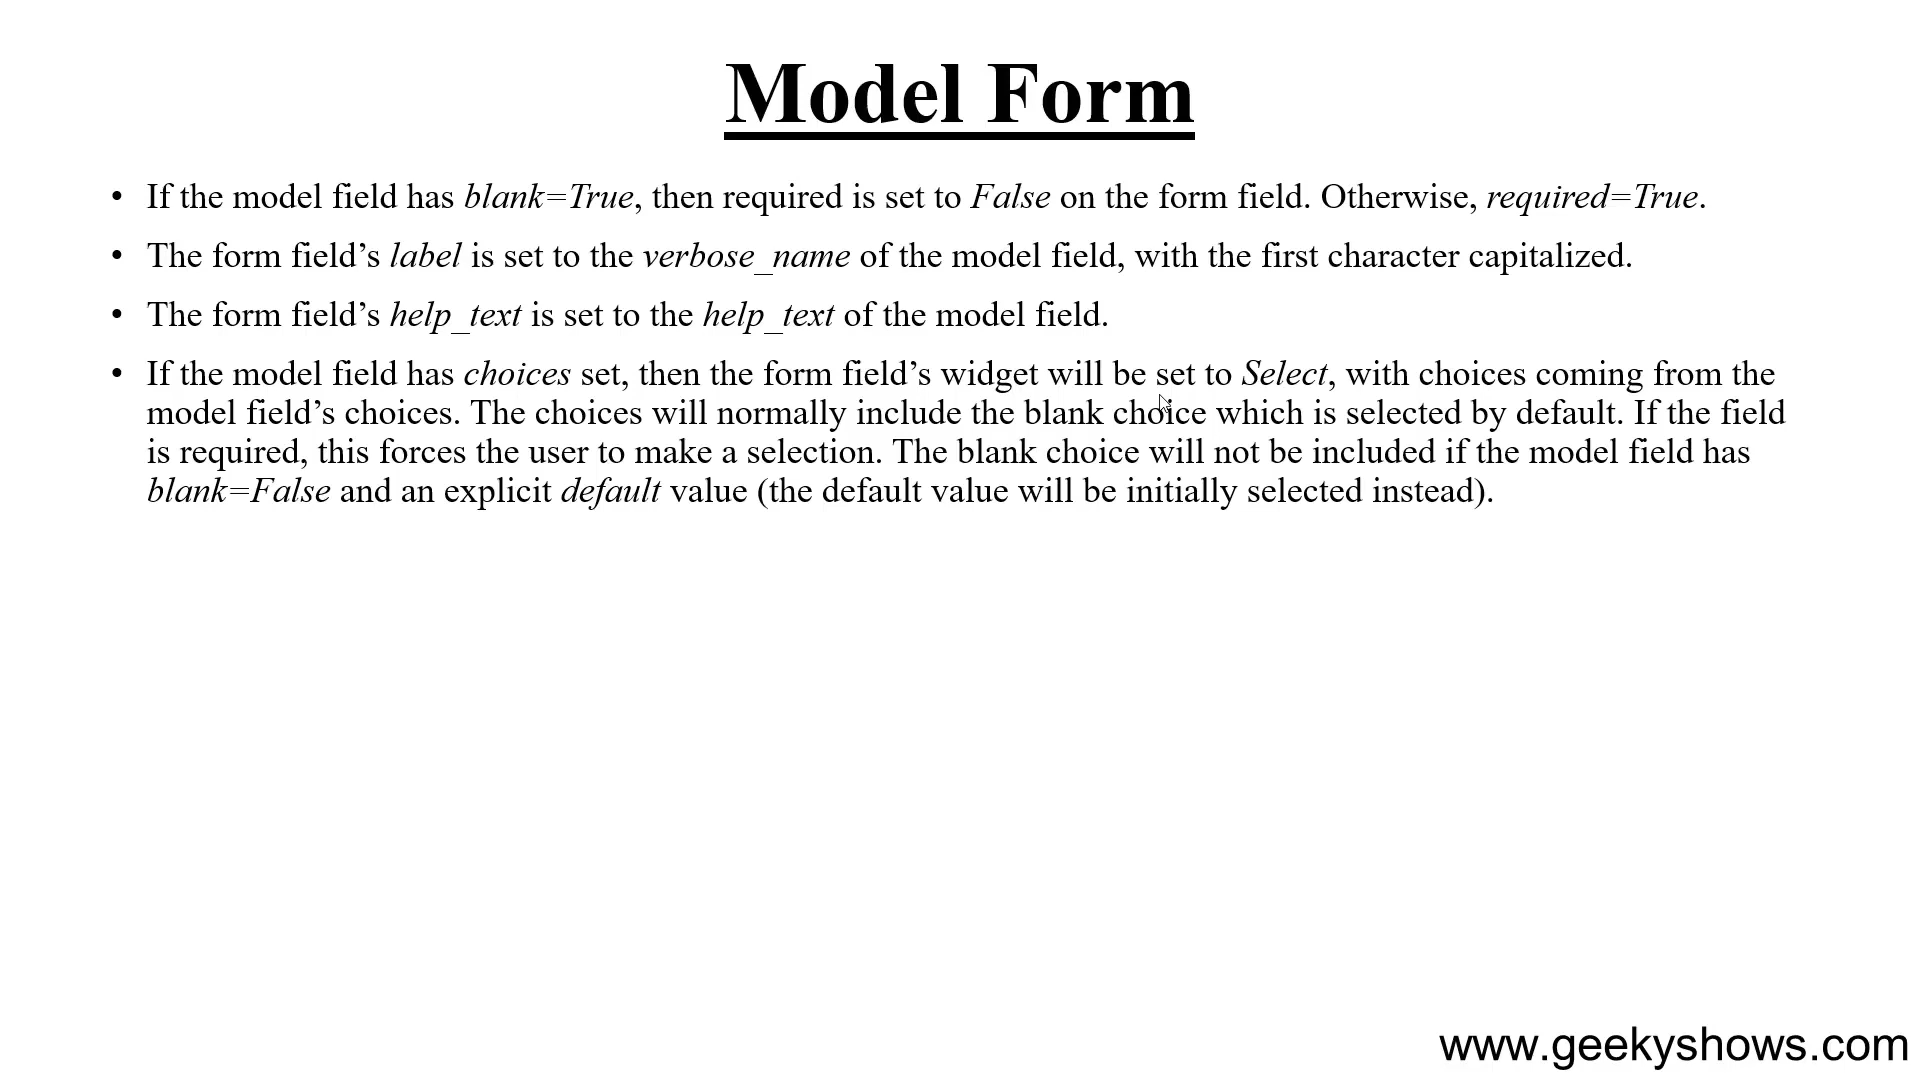 Model Form
• If the model field has blank=True, then required is set to False on the form field. Otherwise, required=True.
• The form field’s label is set to the verbose_name of the model field, with the first character capitalized.
• The form field’s help_text is set to the help_text of the model field.
• If the model field has choices set, then the form field’s widget will be set to Select, with choices coming from the
model field’s choices. The choices will normally include the blank choice which is selected by default. If the field
is required, this forces the user to make a selection. The blank choice will not be included if the model field has
blank=False and an explicit default value (the default value will be initially selected instead).
www.geekyshows.com